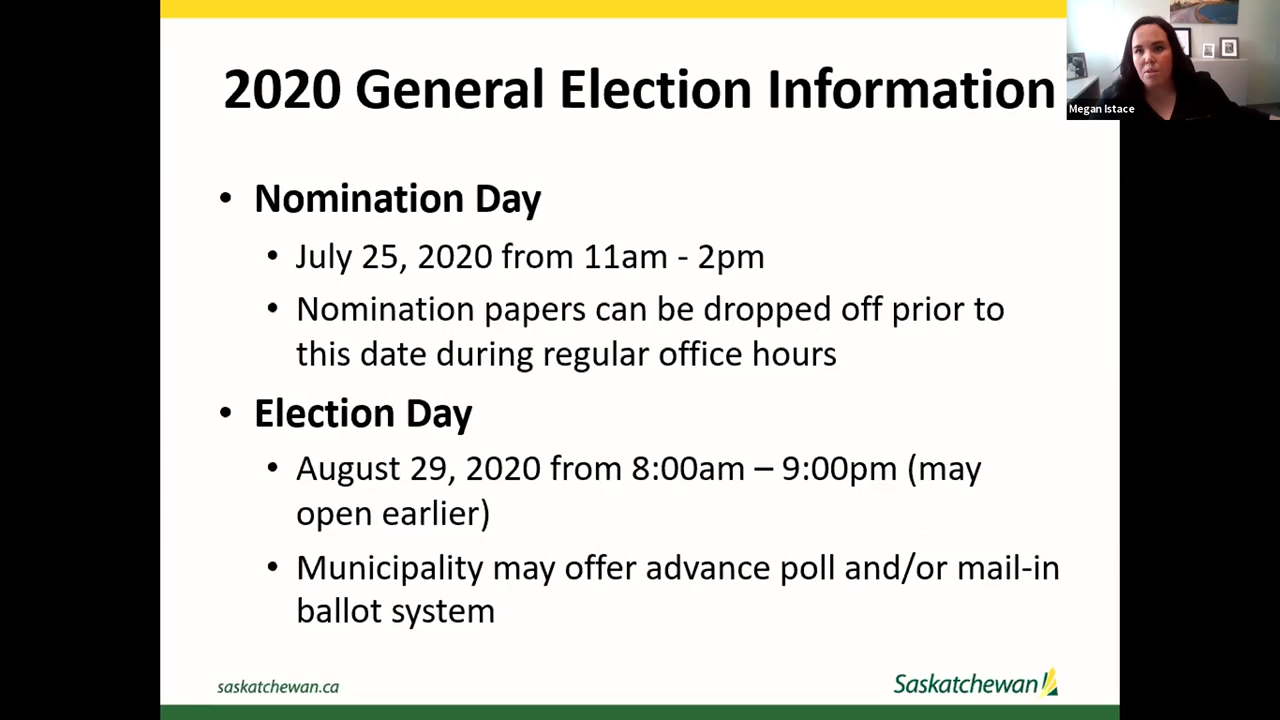 2020 General Election Information
Megan Istace
• Nomination Day
• July 25, 2020 from 11am - 2pm
• Nomination papers can be dropped off prior to
this date during regular office hours
• Election Day
• August 29, 2020 from 8:00am – 9:00pm (may
open earlier)
• Municipality may offer advance poll and/or mail-in
ballot system
saskatchewan.ca
Saskatchewan